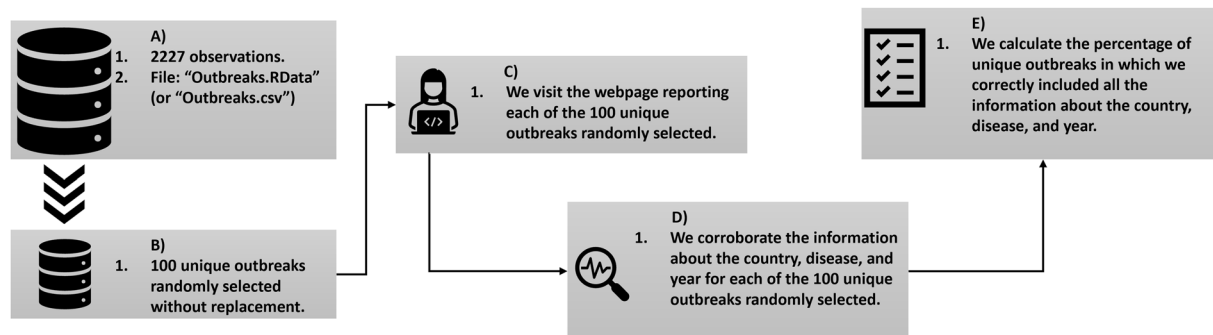 A)
1. 2227 observations.
2. File: “Outbreaks.RData”
(or “Outbreaks.csv”)
B)
1. 100 unique outbreaks
randomly selected
without replacement.
C)
1. We visit the webpage reporting
each of the 100 unique
outbreaks randomly selected.
</>
D)
1. We corroborate the information
about the country, disease, and
year for each of the 100 unique
outbreaks randomly selected.
E)
1. We calculate the percentage of
unique outbreaks in which we
correctly included all the
information about the country,
disease, and year.